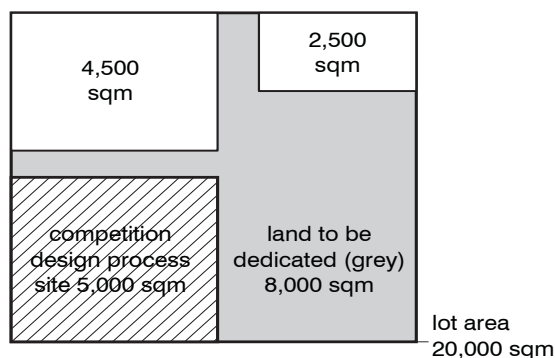 4,500
sqm
2,500
sqm
competition
design process
site 5,000 sqm
land to be
dedicated (grey)
8,000 sqm
lot area
20,000 sqm